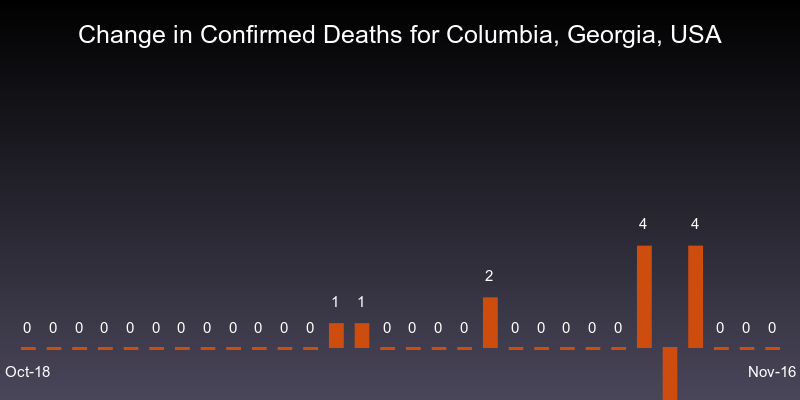 Change in Confirmed Deaths for Columbia, Georgia, USA
4 4
2
1 1
0 0 0 0 0 0 0 0 0 0 0 0 0 0 0 0 0 0 0 0 0 0 0 0
Oct-18 Nov-16